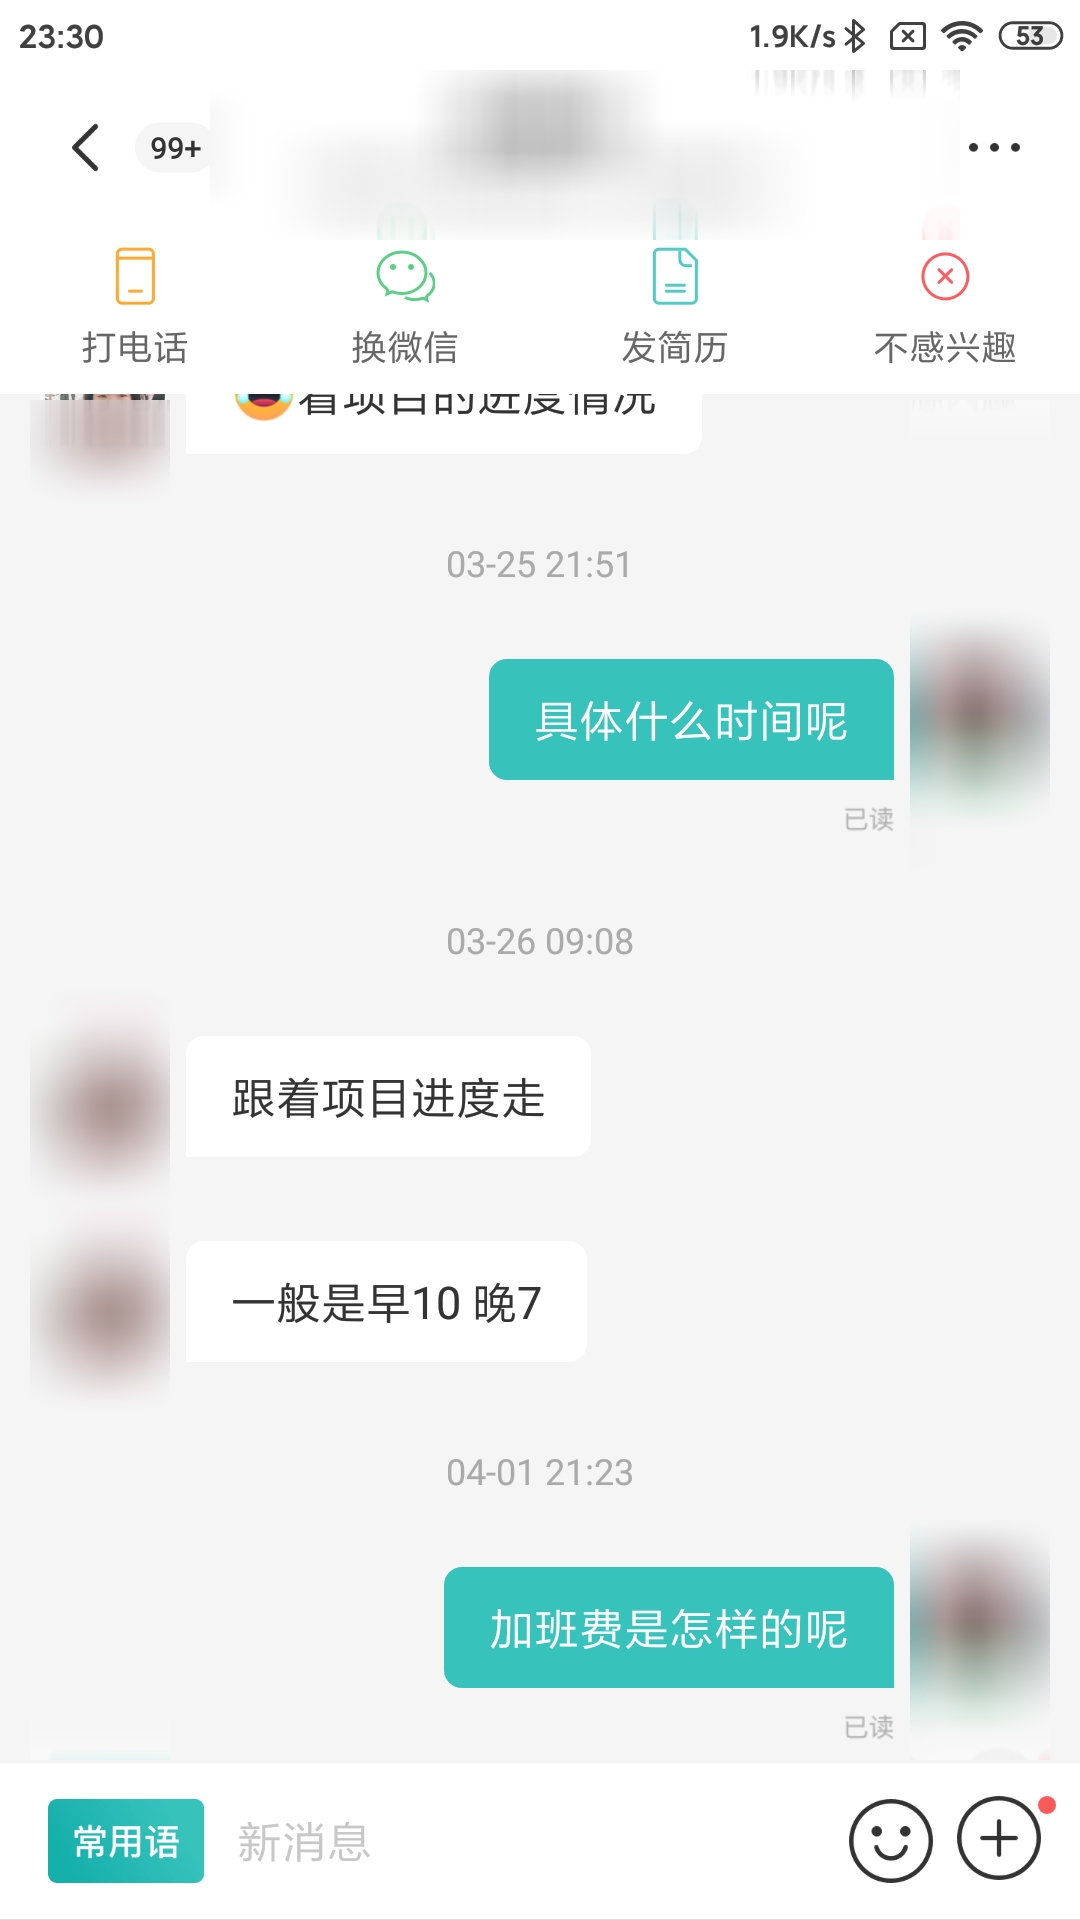 23:30
1.9K/s
53
99+
打电话
换微信
发简历
不感兴趣
着项目的进度情况
03-25 21:51
具体什么时间呢
已读
03-26 09:08
跟着项目进度走
一般是早10 晚7
04-01 21:23
加班费是怎样的呢
已读
常用语
新消息